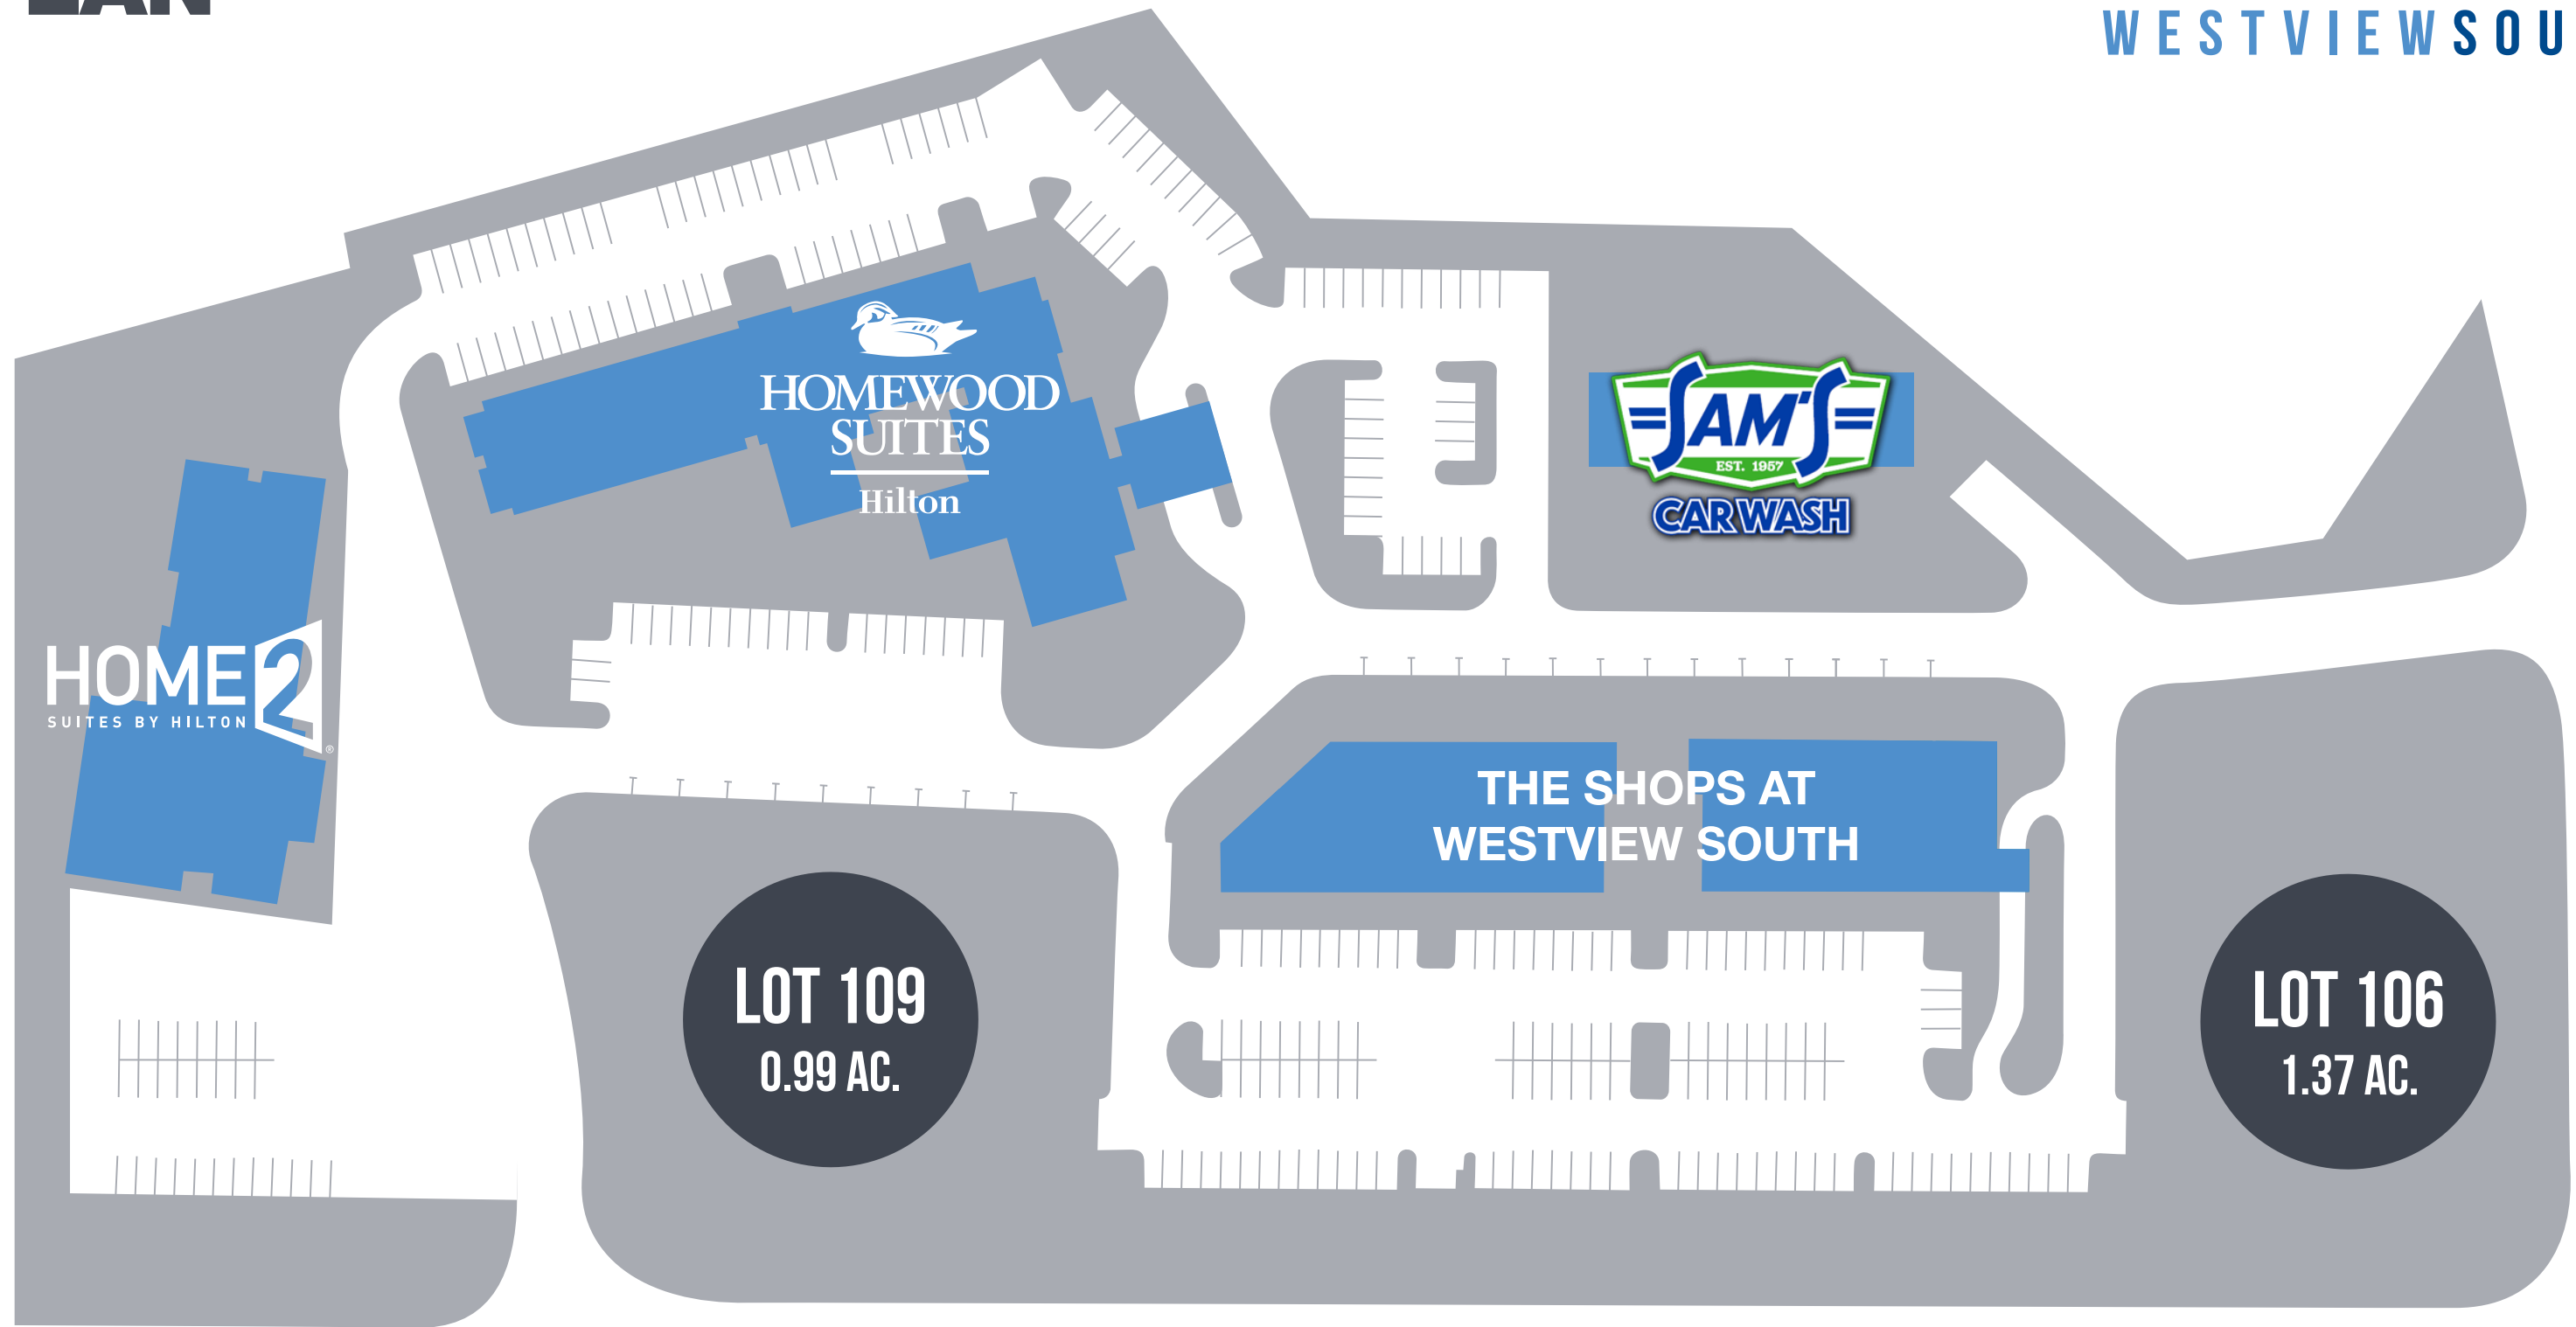 WESTVIEWSOU
HOMEWOOD
SUITES
Hilton
SAM'S
EST. 1957
CAR WASH
HOME2
SUITES BY HILTON
®
THE SHOPS AT
WESTVIEW SOUTH
LOT 109
0.99 AC.
LOT 106
1.37 AC.